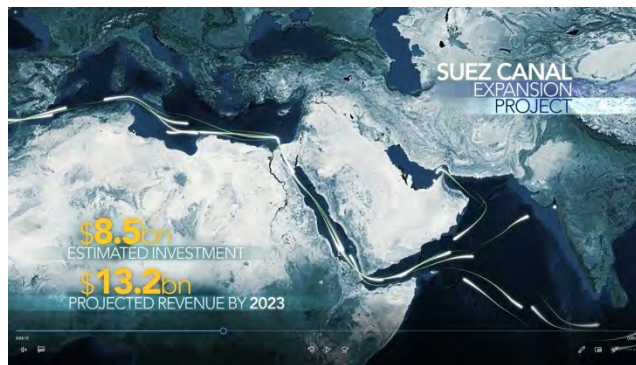 SUEZ CANAL
EXPANSION
PROJECT
$8.5bn
ESTIMATED INVESTMENT
$13.2bn
PROJECTED REVENUE BY 2023